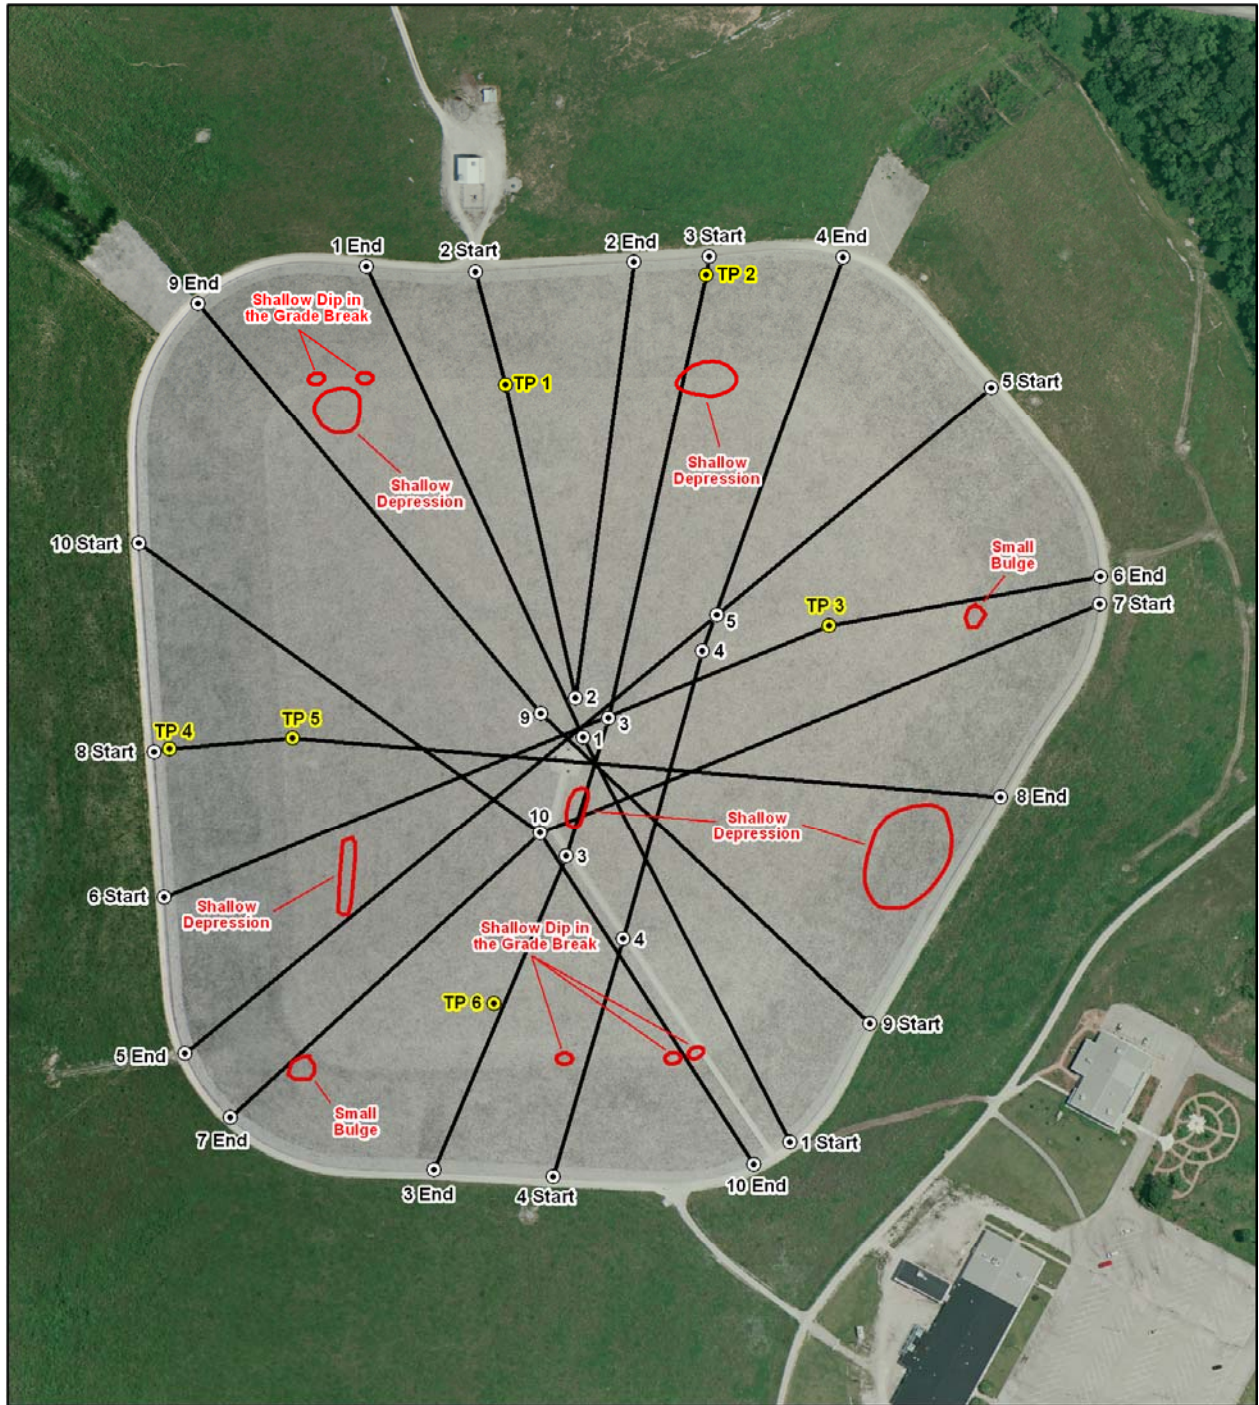 1 End
2 Start
2 End
3 Start
4 End
9 End
TP 2
Shallow Dip in
the Grade Break
TP 1
5 Start
Shallow
Depression
Shallow
Depression
10 Start
Small
Bulge
6 End
7 Start
TP 3
5
4
2
9
3
1
TP 4
TP 5
8 Start
8 End
10
Shallow
Depression
3
6 Start
Shallow
Depression
Shallow Dip in
the Grade Break
4
TP 6
9 Start
5 End
Small
Bulge
7 End
1 Start
3 End
4 Start
10 End